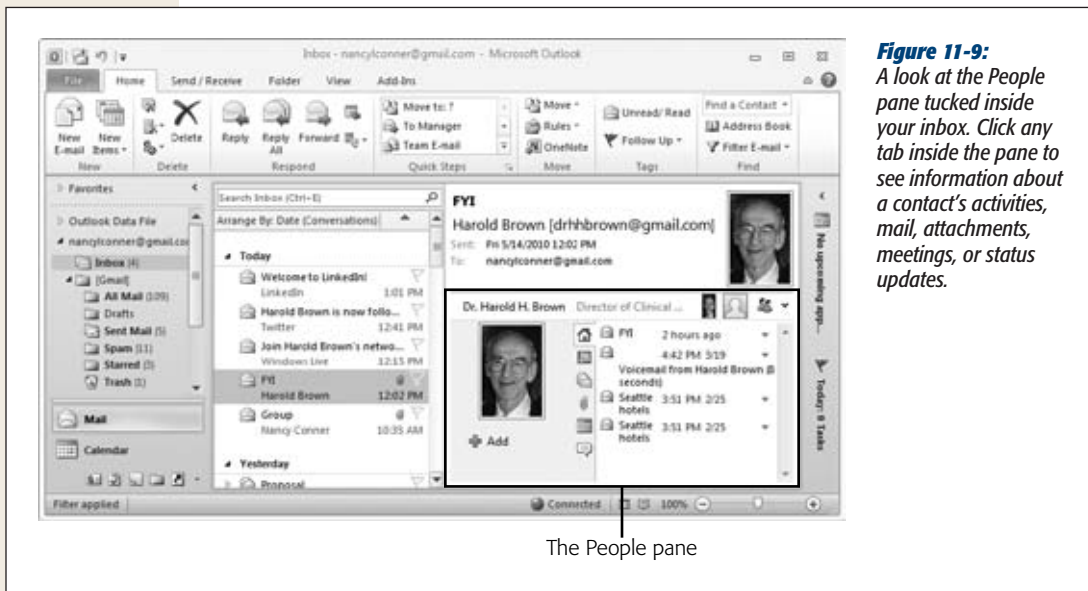 Inbox - nancylconner@gmail.com - Microsoft Outlook
File Home Send / Receive Folder View Add-Ins
New E-mail
New Items
Delete
Reply
Reply All
Forward
Move to: ?
To Manager
Team E-mail
Move
Rules
OneNote
Unread/ Read
Follow Up
Find a Contact
Address Book
Filter E-mail
New Delete Respond Quick Steps Move Tags Find
Favorites
Outlook Data File
nancylconner@gmail.co
Inbox (4)
[Gmail]
All Mail (109)
Drafts
Sent Mail (5)
Spam (11)
Starred (3)
Trash (1)
Mail
Calendar
Search Inbox (Ctrl+E)
Arrange By: Date (Conversations)
Today
Welcome to LinkedIn!
LinkedIn 1:01 PM
Harold Brown is now follo...
Twitter 12:41 PM
Join Harold Brown's netwo...
Windows Live 12:15 PM
FYI
Harold Brown 12:02 PM
Group
Nancy Conner 10:35 AM
Yesterday
Proposal
FYI
Harold Brown [drhhbrown@gmail.com]
Sent: Fri 5/14/2010 12:02 PM
To: nancylconner@gmail.com
Dr. Harold H. Brown Director of Clinical ...
Add
FYI 2 hours ago
4:42 PM 3/19
Voicemail from Harold Brown (8
seconds)
Seattle 3:51 PM 2/25
hotels
Seattle 3:51 PM 2/25
hotels
No upcoming app...
Today: 0 Tasks
Filter applied
Connected 100%
The People pane
Figure 11-9:
A look at the People
pane tucked inside
your inbox. Click any
tab inside the pane to
see information about
a contact's activities,
mail, attachments,
meetings, or status
updates.